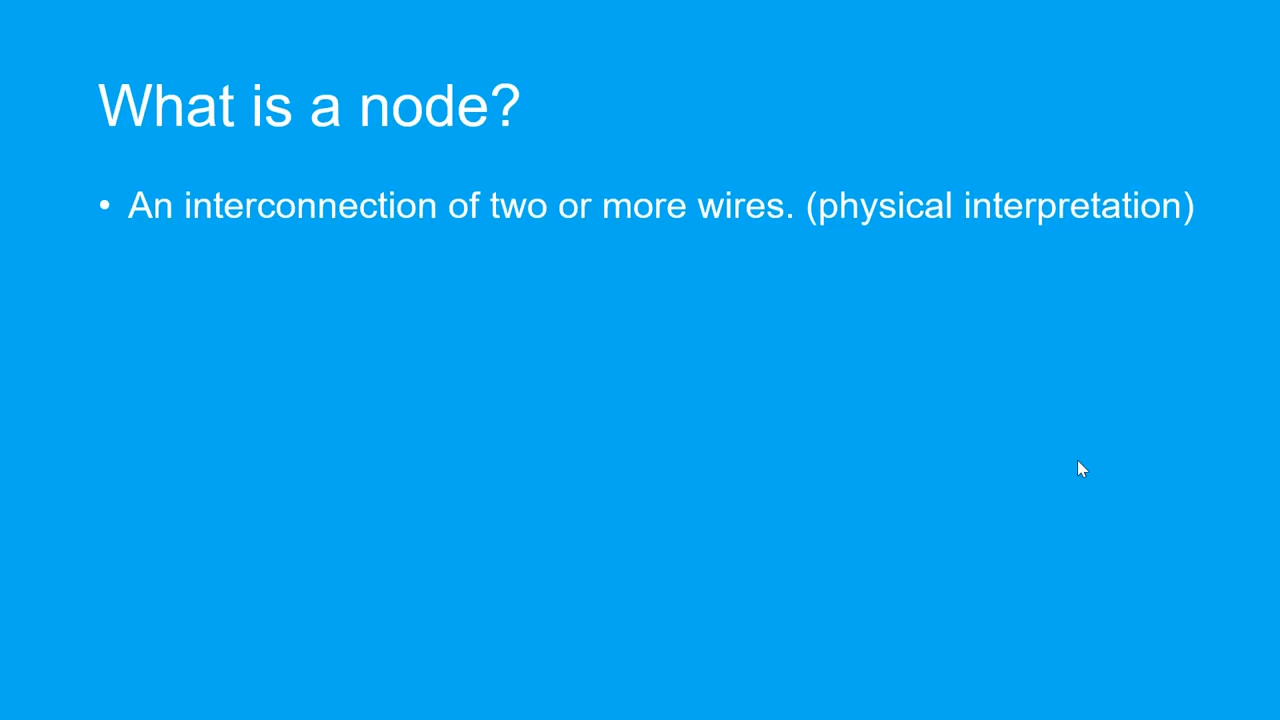 What is a node?
• An interconnection of two or more wires. (physical interpretation)